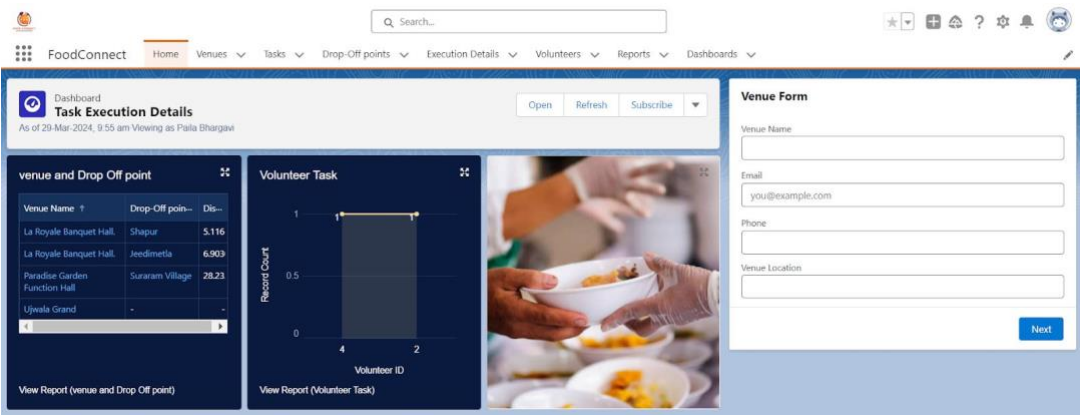 Search...
FoodConnect Home Venues Tasks Drop-Off points Execution Details Volunteers Reports Dashboards
Dashboard
Task Execution Details
As of 29-Mar-2024, 9:55 am Viewing as Paila Bhargavi
Open Refresh Subscribe
venue and Drop Off point
Venue Name ↑ Drop-Off poin... Dis...
La Royale Banquet Hall. Shapur 5.116
La Royale Banquet Hall. Jeedimetla 6.903
Paradise Garden Function Hall Suraram Village 28.23
Ujwala Grand - -
View Report (venue and Drop Off point)
Volunteer Task
Record Count
1
0.5
0
1 1
4 2
Volunteer ID
View Report (Volunteer Task)
Venue Form
Venue Name
Email
you@example.com
Phone
Venue Location
Next